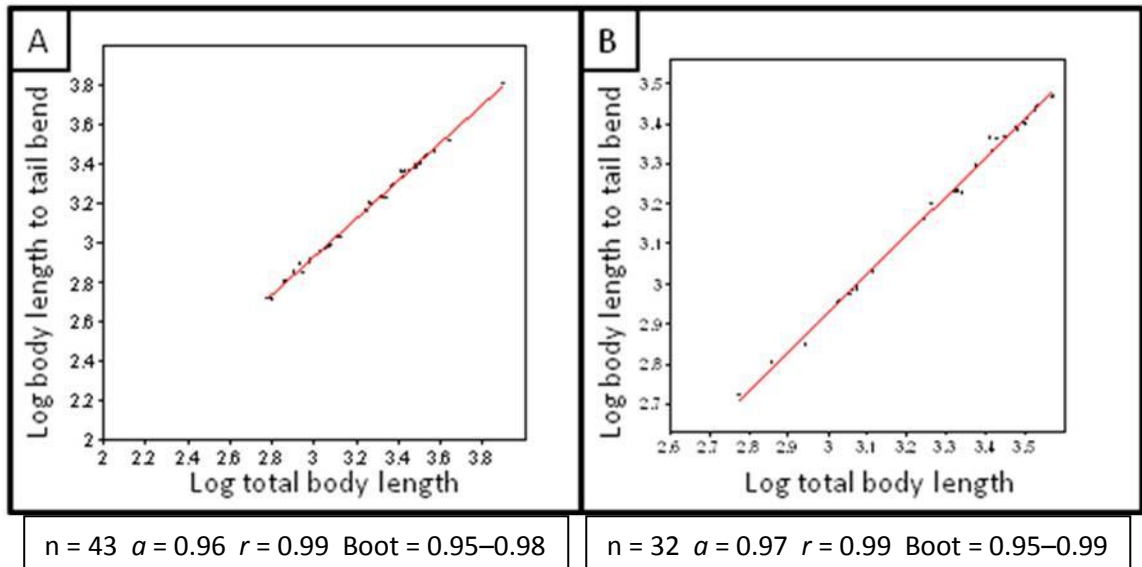 A
Log body length to tail bend
3.8
3.6
3.4
3.2
3
2.8
2.6
2.4
2.2
2
2 2.2 2.4 2.6 2.8 3 3.2 3.4 3.6 3.8
Log total body length
n = 43 a = 0.96 r = 0.99 Boot = 0.95–0.98
B
Log body length to tail bend
3.5
3.4
3.3
3.2
3.1
3
2.9
2.8
2.7
2.6 2.7 2.8 2.9 3 3.1 3.2 3.3 3.4 3.5
Log total body length
n = 32 a = 0.97 r = 0.99 Boot = 0.95–0.99